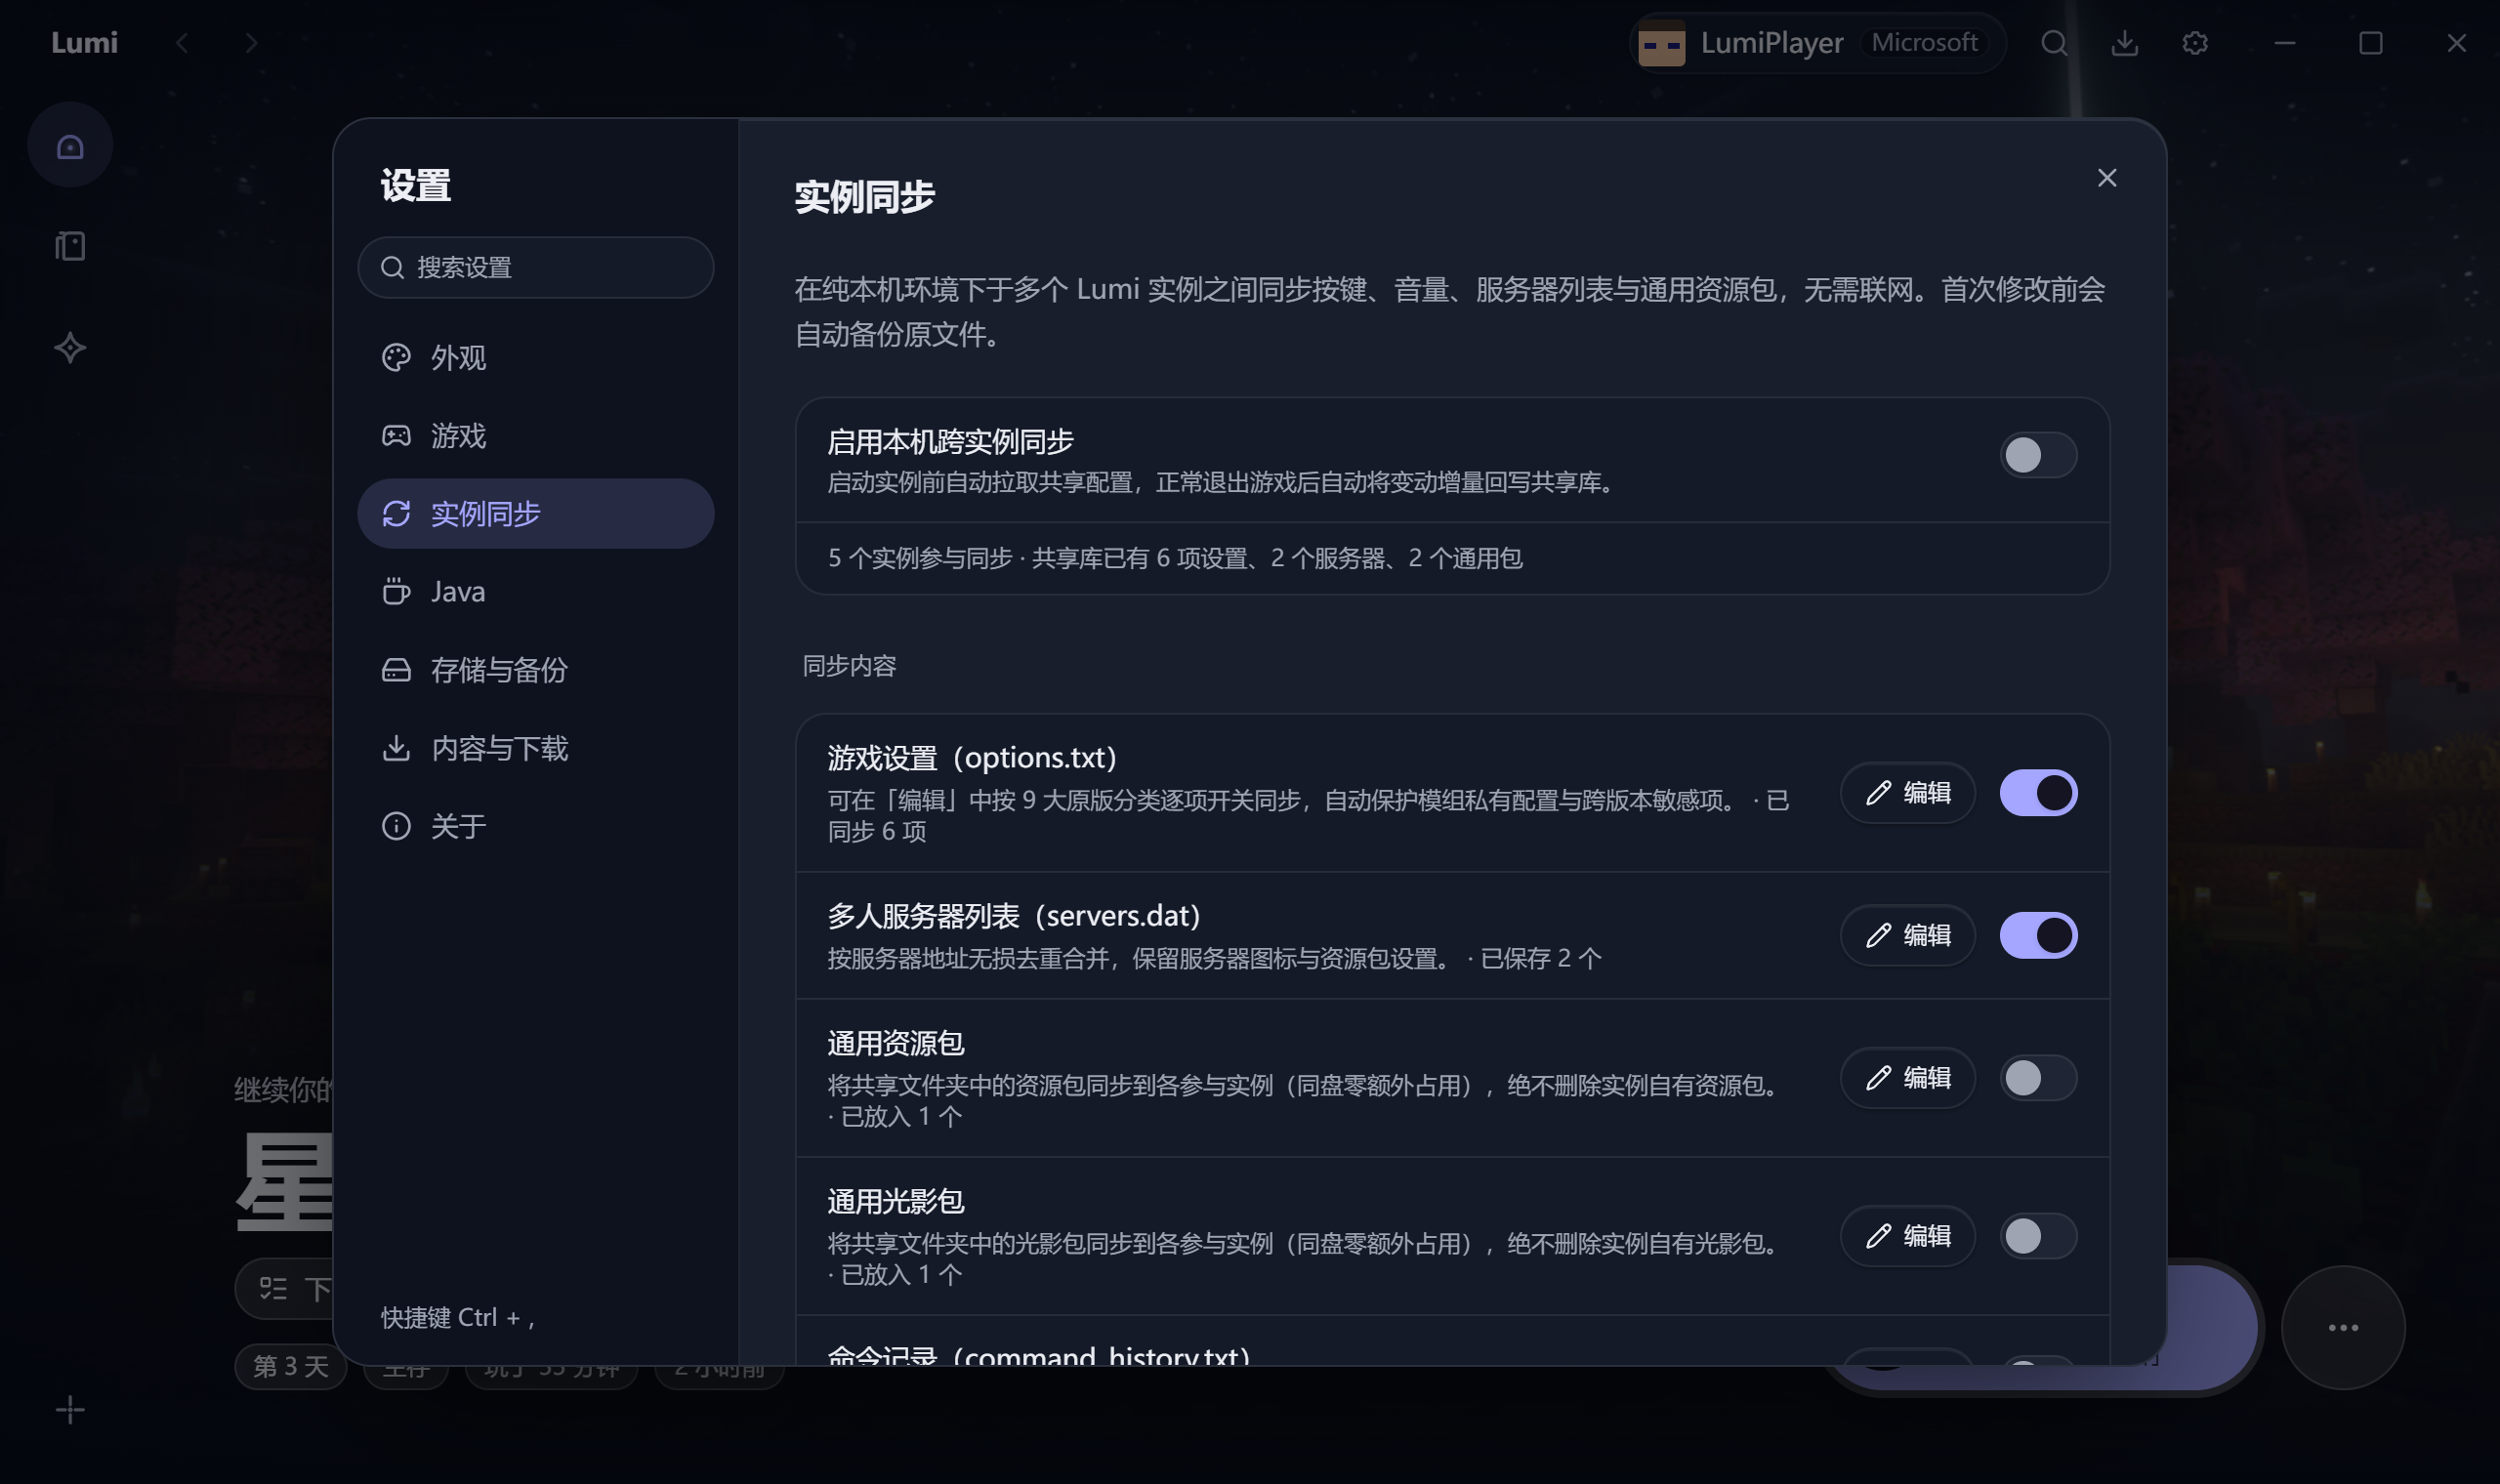 Lumi
LumiPlayer Microsoft
设置
搜索设置
外观
游戏
实例同步
Java
存储与备份
内容与下载
关于
快捷键 Ctrl + ,
实例同步
在纯本机环境下于多个 Lumi 实例之间同步按键、音量、服务器列表与通用资源包，无需联网。首次修改前会
自动备份原文件。
启用本机跨实例同步
启动实例前自动拉取共享配置，正常退出游戏后自动将变动增量回写共享库。
5 个实例参与同步 · 共享库已有 6 项设置、2 个服务器、2 个通用包
同步内容
游戏设置（options.txt）
可在「编辑」中按 9 大原版分类逐项开关同步，自动保护模组私有配置与跨版本敏感项。 · 已
同步 6 项
编辑
多人服务器列表（servers.dat）
按服务器地址无损去重合并，保留服务器图标与资源包设置。 · 已保存 2 个
编辑
通用资源包
将共享文件夹中的资源包同步到各参与实例（同盘零额外占用），绝不删除实例自有资源包。
· 已放入 1 个
编辑
通用光影包
将共享文件夹中的光影包同步到各参与实例（同盘零额外占用），绝不删除实例自有光影包。
· 已放入 1 个
编辑
命令记录（command_history.txt）
继续你的
星
下
第 3 天
生存
玩了 53 分钟
2 小时前